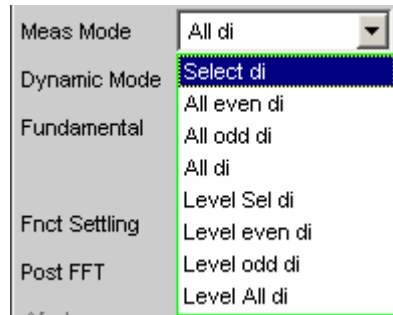 Meas Mode All di
Dynamic Mode Select di
All even di
Fundamental All odd di
All di
Level Sel di
Fnct Settling Level even di
Post FFT Level odd di
Level All di